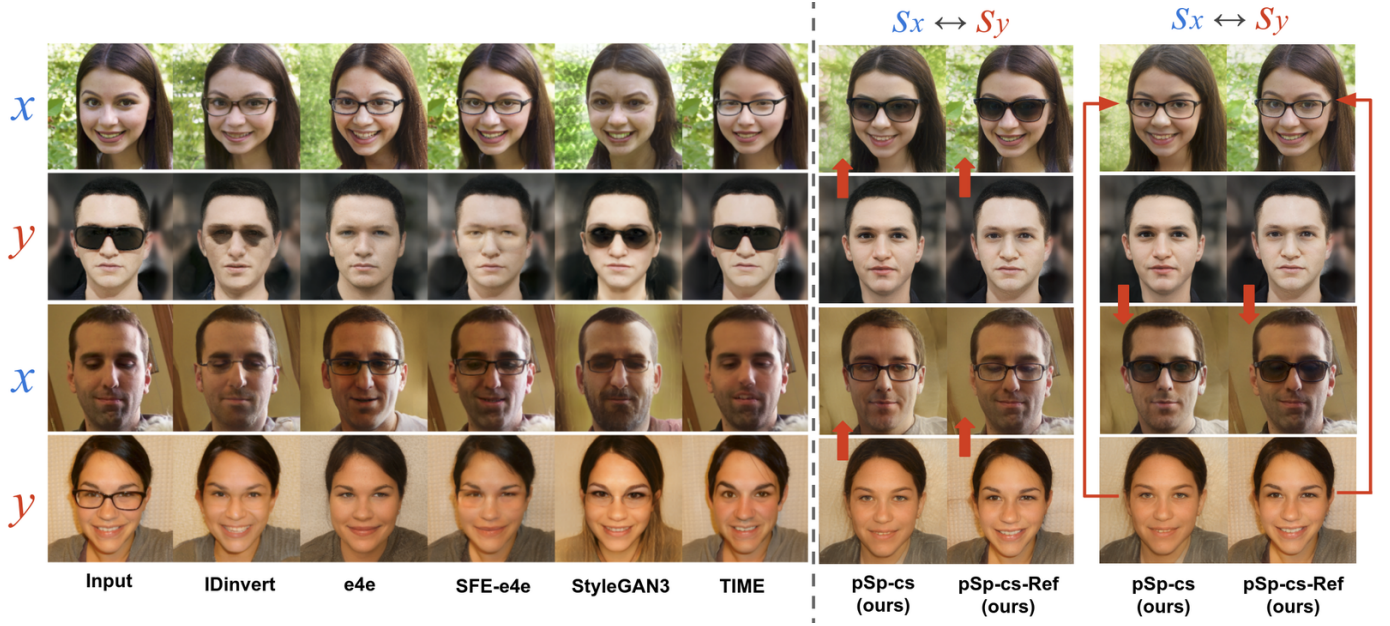 Sx ↔ Sy
Sx ↔ Sy
x
y
x
y
Input
IDinvert
e4e
SFE-e4e
StyleGAN3
TIME
pSp-cs
(ours)
pSp-cs-Ref
(ours)
pSp-cs
(ours)
pSp-cs-Ref
(ours)